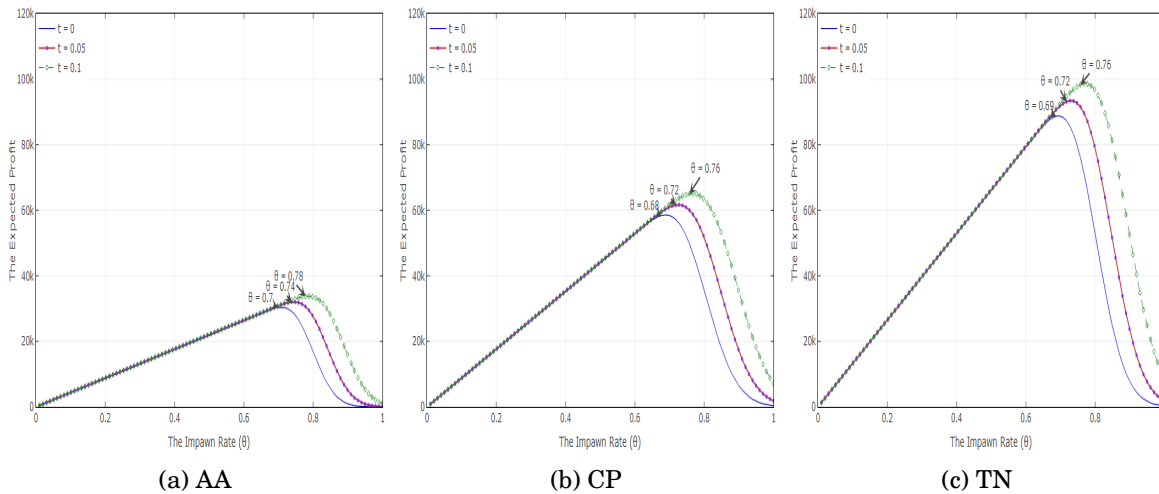 120k
100k
80k
60k
40k
20k
0
t = 0
t = 0.05
t = 0.1
θ = 0.78
θ = 0.74
θ = 0.7
The Expected Profit
0 0.2 0.4 0.6 0.8 1
The Impawn Rate (θ)
(a) AA
120k
100k
80k
60k
40k
20k
0
t = 0
t = 0.05
t = 0.1
θ = 0.76
θ = 0.72
θ = 0.68
The Expected Profit
0 0.2 0.4 0.6 0.8 1
The Impawn Rate (θ)
(b) CP
120k
100k
80k
60k
40k
20k
0
t = 0
t = 0.05
t = 0.1
θ = 0.76
θ = 0.72
θ = 0.69
The Expected Profit
0 0.2 0.4 0.6 0.8
The Impawn Rate (θ)
(c) TN